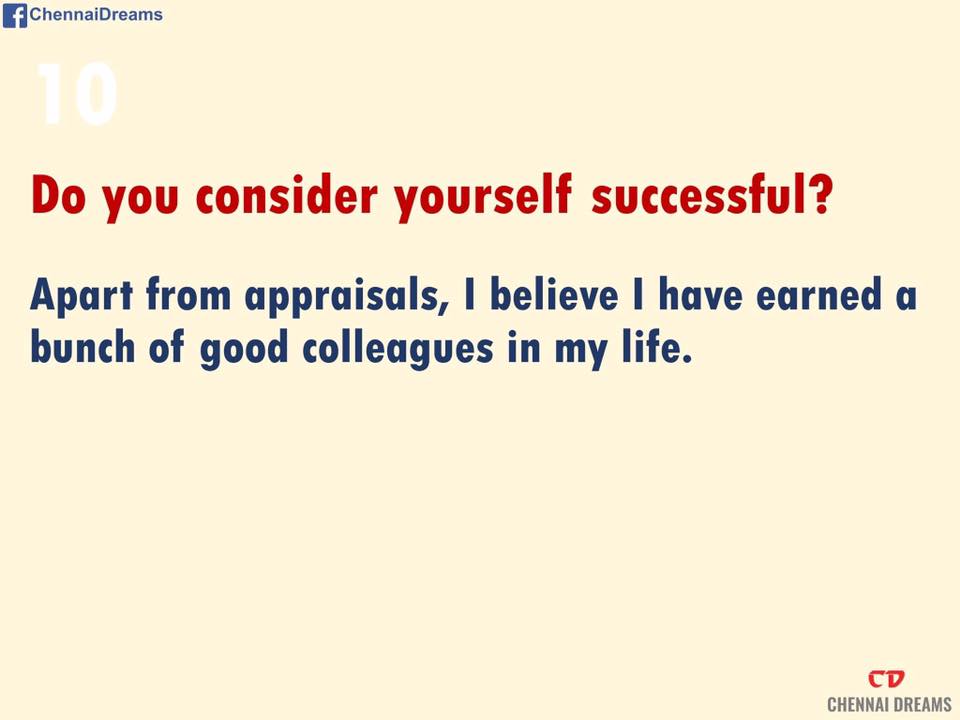 ChennaiDreams
10
Do you consider yourself successful?
Apart from appraisals, I believe I have earned a
bunch of good colleagues in my life.
CD
CHENNAI DREAMS